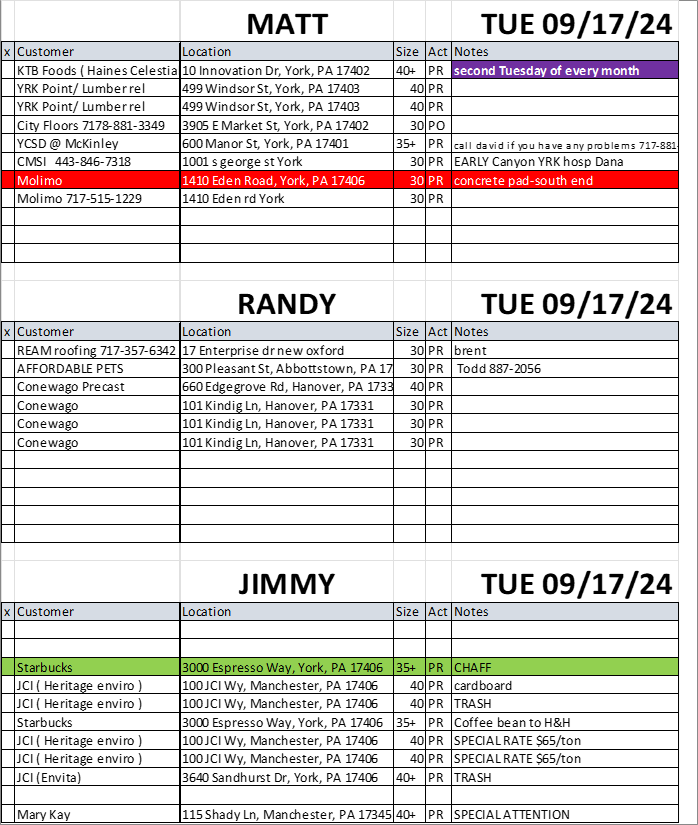 MATT TUE 09/17/24
x Customer Location Size Act Notes
KTB Foods ( Haines Celestia 10 Innovation Dr, York, PA 17402 40+ PR second Tuesday of every month
YRK Point/ Lumber rel 499 Windsor St, York, PA 17403 40 PR
YRK Point/ Lumber rel 499 Windsor St, York, PA 17403 40 PR
City Floors 7178-881-3349 3905 E Market St, York, PA 17402 30 PO
YCSD @ McKinley 600 Manor St, York, PA 17401 35+ PR call david if you have any problems 717-881-
CMSI 443-846-7318 1001 s george st York 30 PR EARLY Canyon YRK hosp Dana
Molimo 1410 Eden Road, York, PA 17406 30 PR concrete pad-south end
Molimo 717-515-1229 1410 Eden rd York 30 PR
RANDY TUE 09/17/24
x Customer Location Size Act Notes
REAM roofing 717-357-6342 17 Enterprise dr new oxford 30 PR brent
AFFORDABLE PETS 300 Pleasant St, Abbottstown, PA 17 30 PR Todd 887-2056
Conewago Precast 660 Edgegrove Rd, Hanover, PA 1733 40 PR
Conewago 101 Kindig Ln, Hanover, PA 17331 30 PR
Conewago 101 Kindig Ln, Hanover, PA 17331 30 PR
Conewago 101 Kindig Ln, Hanover, PA 17331 30 PR
JIMMY TUE 09/17/24
x Customer Location Size Act Notes
Starbucks 3000 Espresso Way, York, PA 17406 35+ PR CHAFF
JCI ( Heritage enviro ) 100 JCI Wy, Manchester, PA 17406 40 PR cardboard
JCI ( Heritage enviro ) 100 JCI Wy, Manchester, PA 17406 40 PR TRASH
Starbucks 3000 Espresso Way, York, PA 17406 35+ PR Coffee bean to H&H
JCI ( Heritage enviro ) 100 JCI Wy, Manchester, PA 17406 40 PR SPECIAL RATE $65/ton
JCI ( Heritage enviro ) 100 JCI Wy, Manchester, PA 17406 40 PR SPECIAL RATE $65/ton
JCI (Envita) 3640 Sandhurst Dr, York, PA 17406 40+ PR TRASH
Mary Kay 115 Shady Ln, Manchester, PA 17345 40+ PR SPECIAL ATTENTION